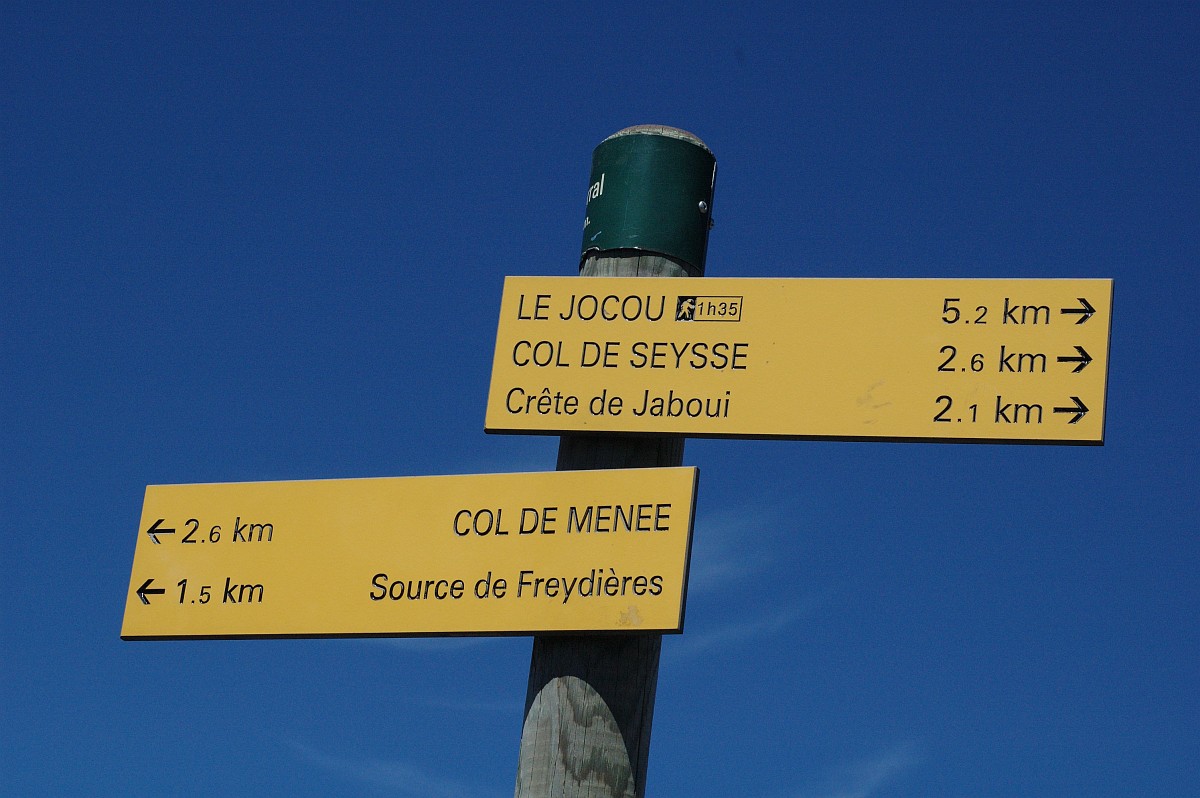 LE JOCOU 1h35 5.2 km →
COL DE SEYSSE 2.6 km →
Crête de Jaboui 2.1 km →
← 2.6 km COL DE MENEE
← 1.5 km Source de Freydières